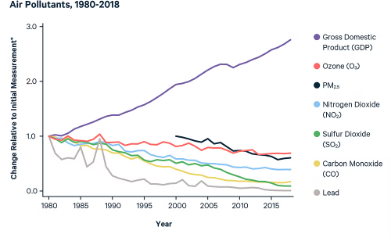 Air Pollutants, 1980-2018
Change Relative to Initial Measurement*
3.0
2.0
1.0
0.0
1980
1985
1990
1995
2000
2005
2010
2015
Year
Gross Domestic
Product (GDP)
Ozone (O₃)
Nitrogen Dioxide
(NO₂)
Sulfur Dioxide
(SO₂)
Carbon Monoxide
(CO)
Lead